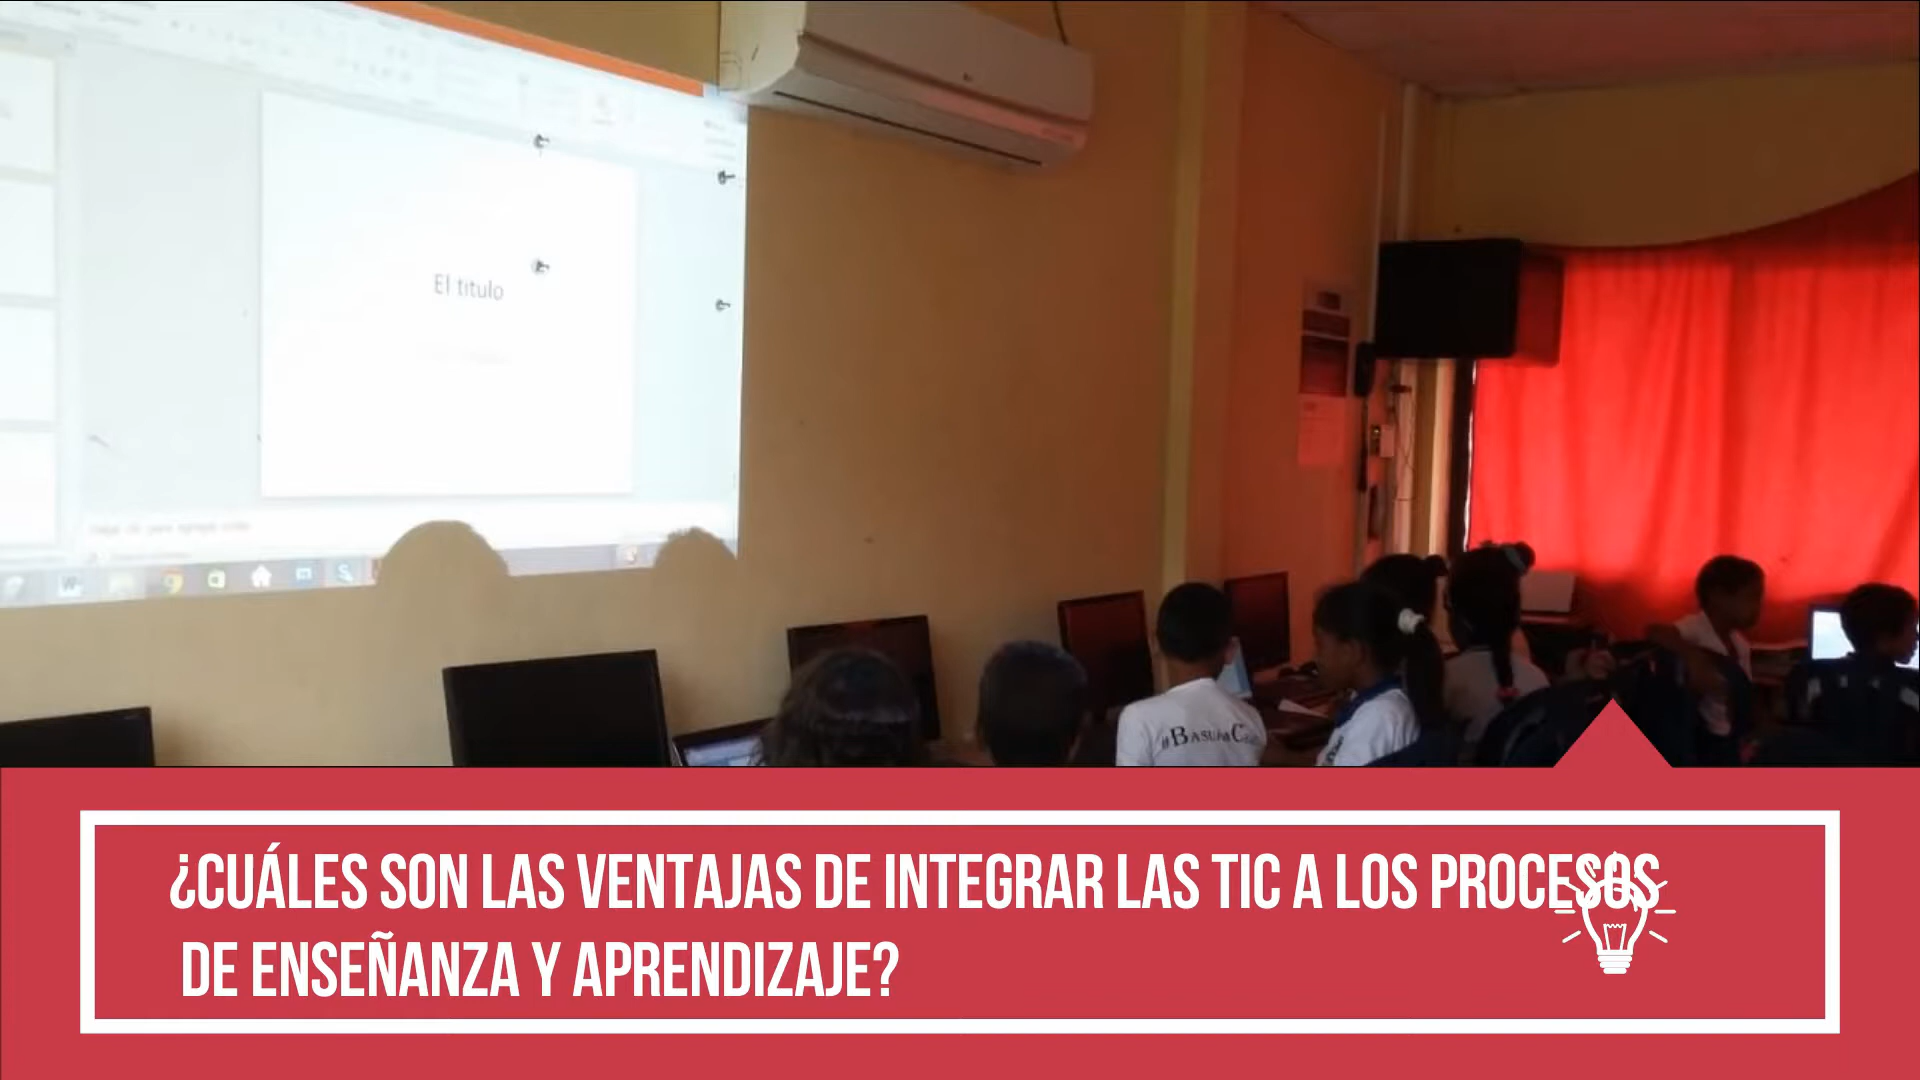 El titulo
¿CUÁLES SON LAS VENTAJAS DE INTEGRAR LAS TIC A LOS PROCESOS
DE ENSEÑANZA Y APRENDIZAJE?